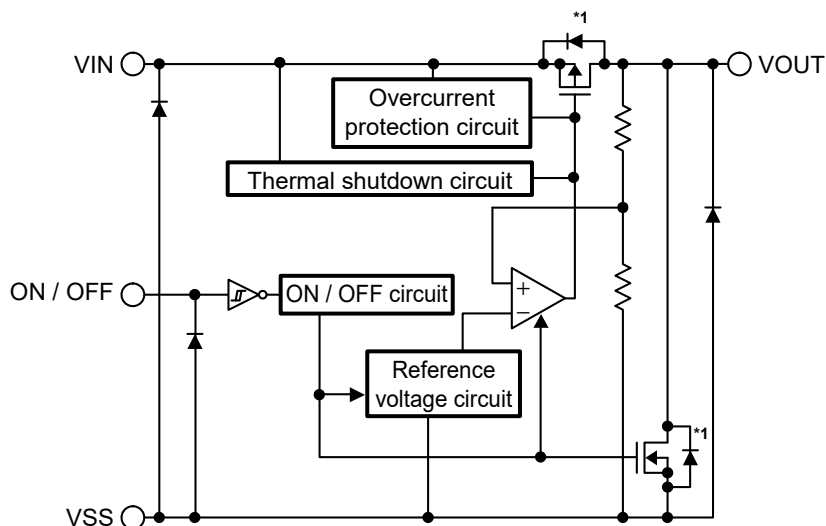 *1
VIN
VOUT
Overcurrent
protection circuit
Thermal shutdown circuit
ON / OFF
ON / OFF circuit
+
−
Reference
voltage circuit
*1
VSS